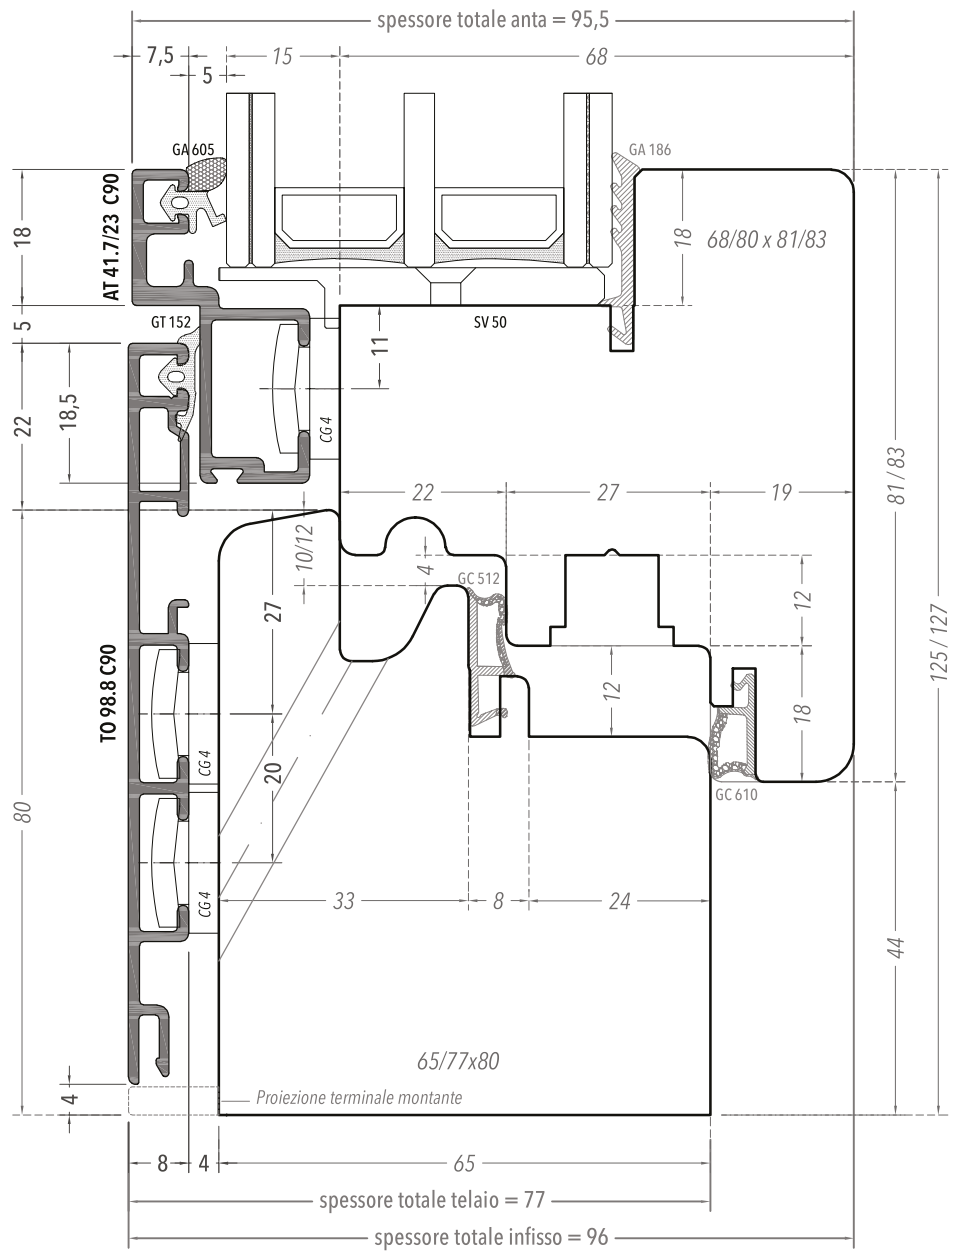 spessore totale anta = 95,5
7,5
15
68
5
GA 605
GA 186
AT 41.7/23 C90
18
18
68/80 x 81/83
5
GT 152
SV 50
11
22
18,5
CG 4
81/83
22
27
19
10/12
4
GC 512
12
27
125/127
TO 98.8 C90
12
18
CG 4
20
GC 610
80
CG 4
33
8
24
44
65/77x80
4
Proiezione terminale montante
8
4
65
spessore totale telaio = 77
spessore totale infisso = 96